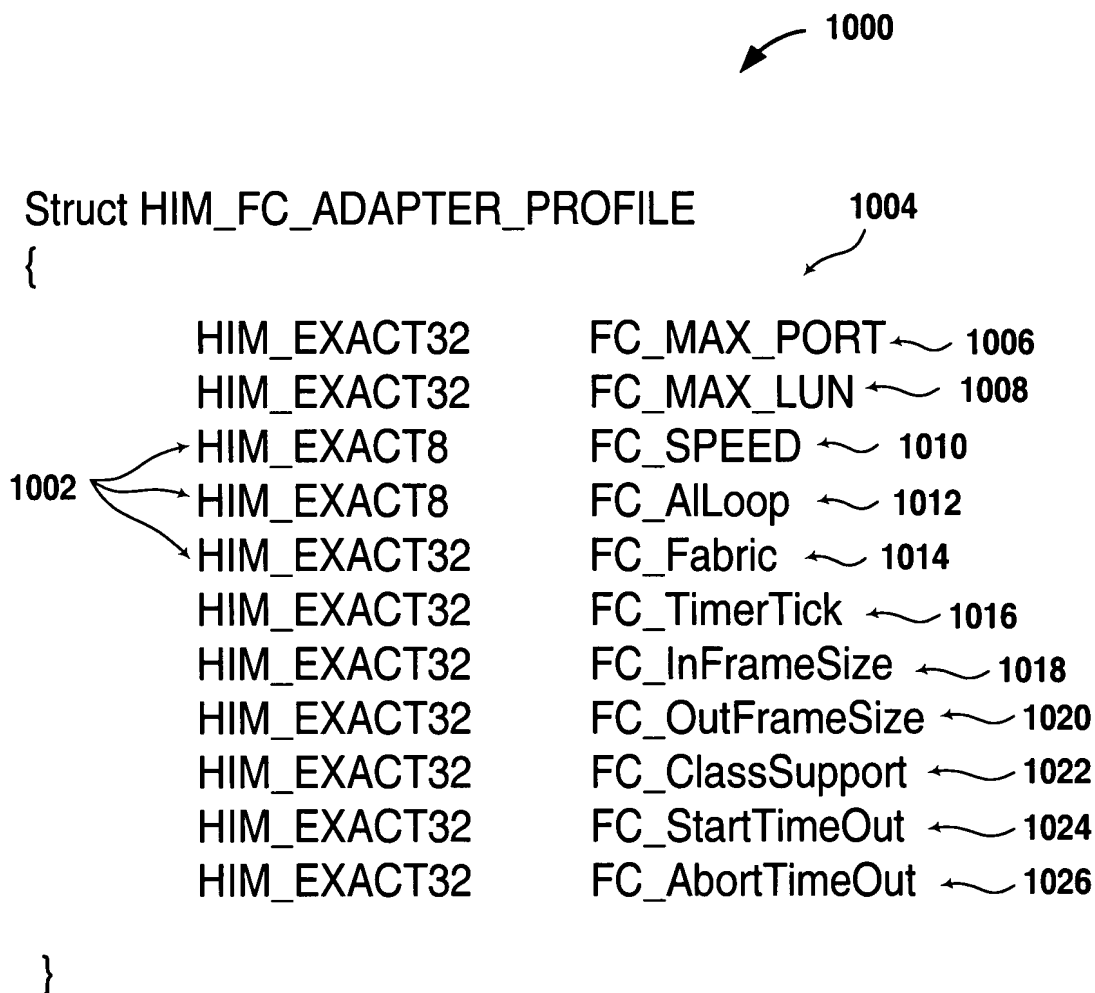 1000
Struct HIM_FC_ADAPTER_PROFILE 1004
{
HIM_EXACT32 FC_MAX_PORT 1006
HIM_EXACT32 FC_MAX_LUN 1008
HIM_EXACT8 FC_SPEED 1010
1002 HIM_EXACT8 FC_AlLoop 1012
HIM_EXACT32 FC_Fabric 1014
HIM_EXACT32 FC_TimerTick 1016
HIM_EXACT32 FC_InFrameSize 1018
HIM_EXACT32 FC_OutFrameSize 1020
HIM_EXACT32 FC_ClassSupport 1022
HIM_EXACT32 FC_StartTimeOut 1024
HIM_EXACT32 FC_AbortTimeOut 1026
}